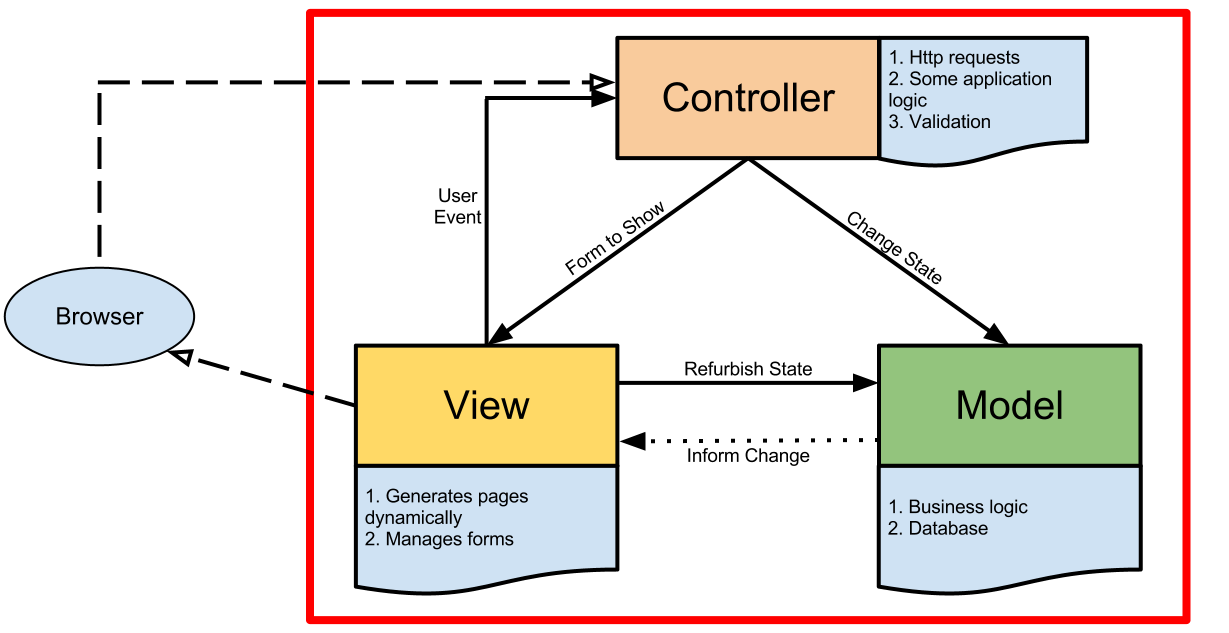 Controller
1. Http requests
2. Some application
logic
3. Validation
User
Event
Form to Show
Change State
Browser
View
Refurbish State
Inform Change
Model
1. Generates pages
dynamically
2. Manages forms
1. Business logic
2. Database